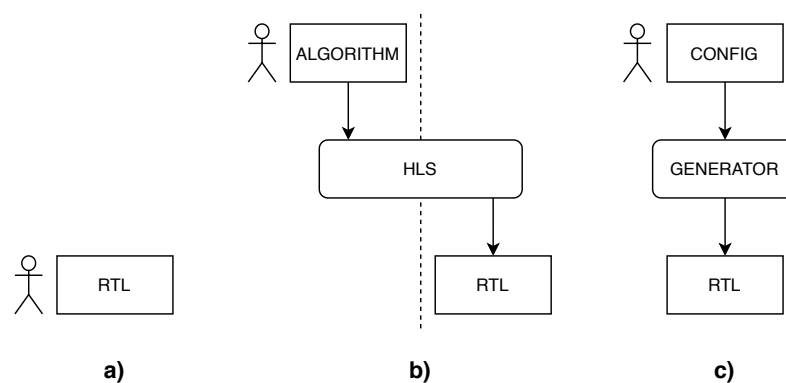 ALGORITHM
CONFIG
HLS
GENERATOR
RTL
RTL
RTL
a)
b)
c)